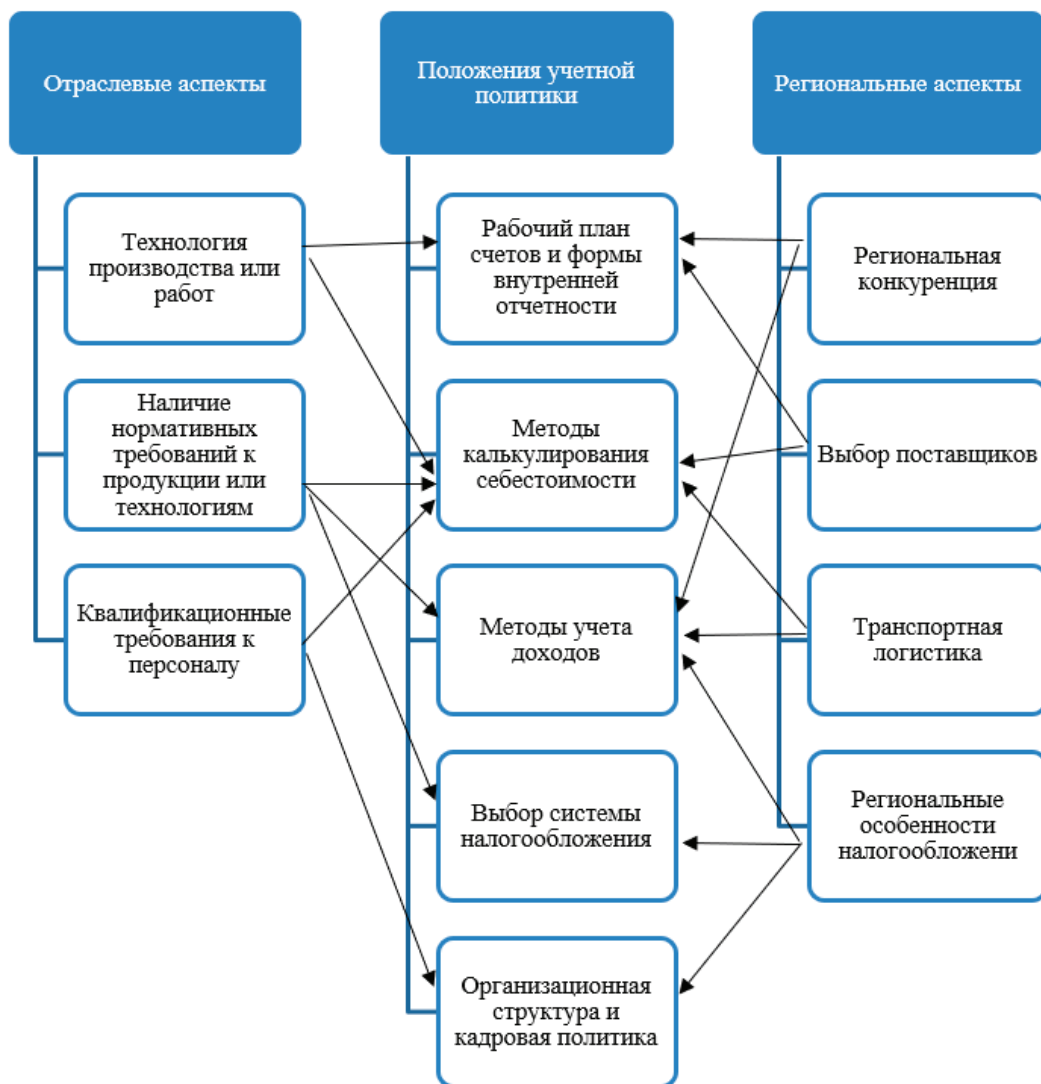 Отраслевые аспекты
Технология
производства или
работ
Наличие
нормативных
требований к
продукции или
технологиям
Квалификационные
требования к
персоналу
Положения учетной
политики
Рабочий план
счетов и формы
внутренней
отчетности
Методы
калькулирования
себестоимости
Методы учета
доходов
Выбор системы
налогообложения
Организационная
структура и
кадровая политика
Региональные аспекты
Региональная
конкуренция
Выбор поставщиков
Транспортная
логистика
Региональные
особенности
налогообложени